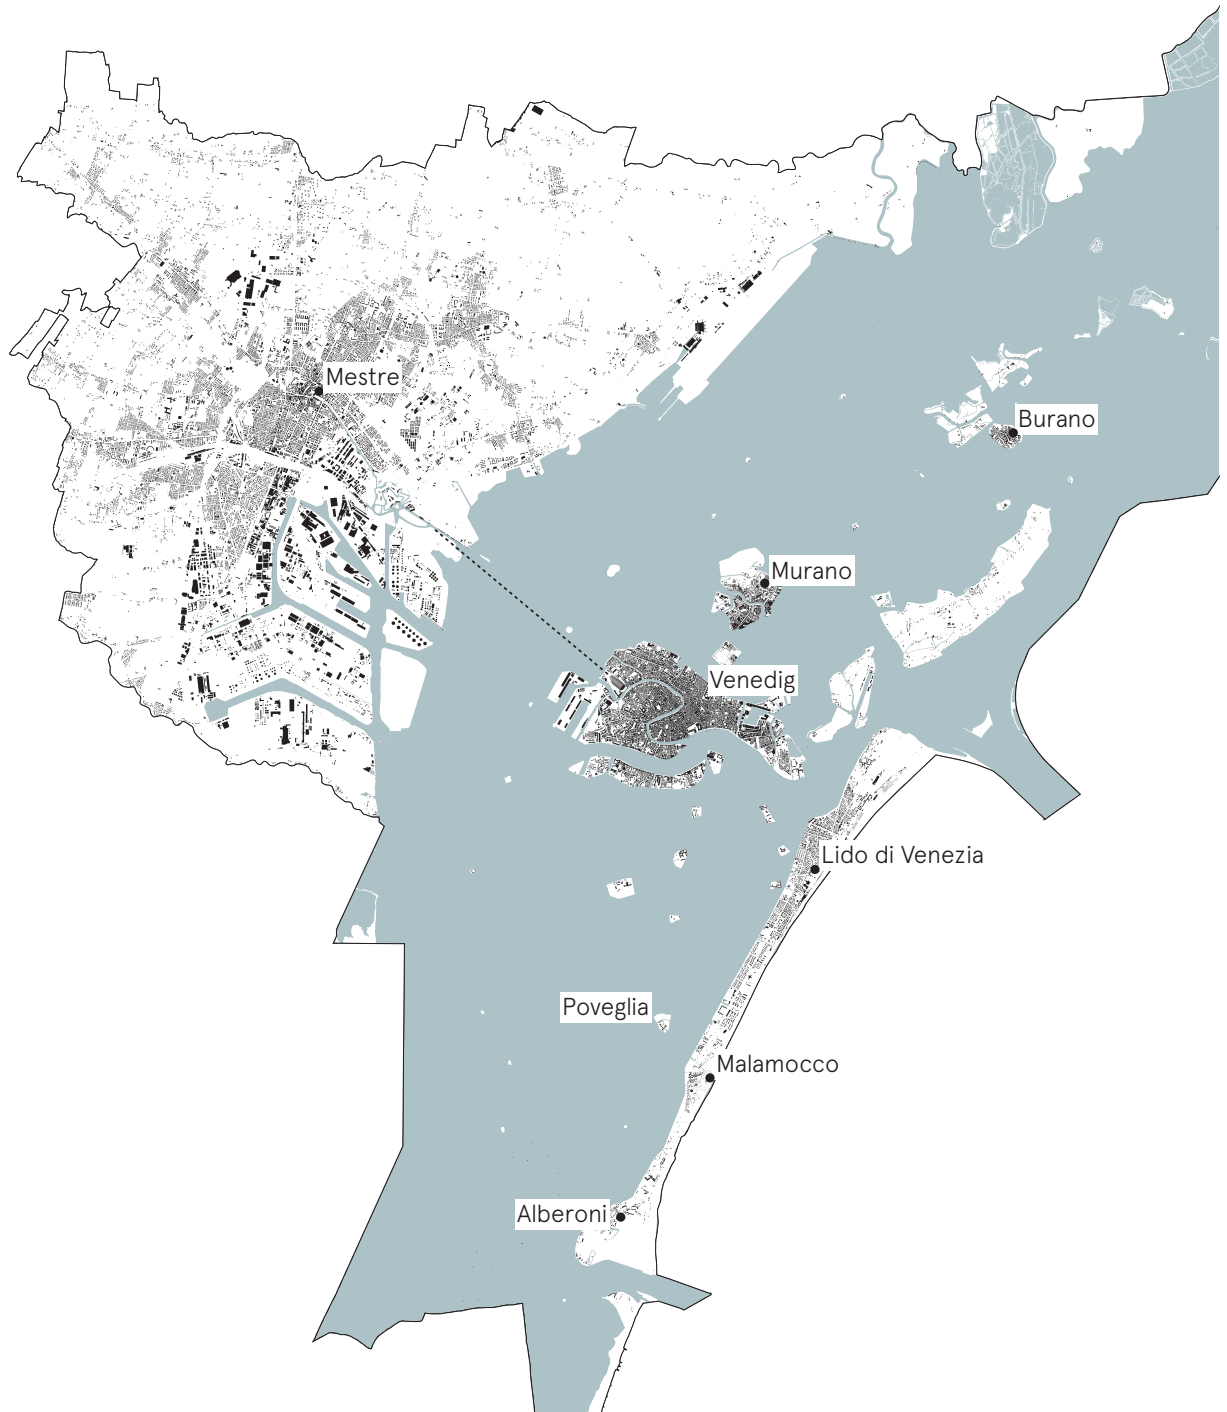 Mestre
Burano
Murano
Venedig
Lido di Venezia
Poveglia
Malamocco
Alberoni